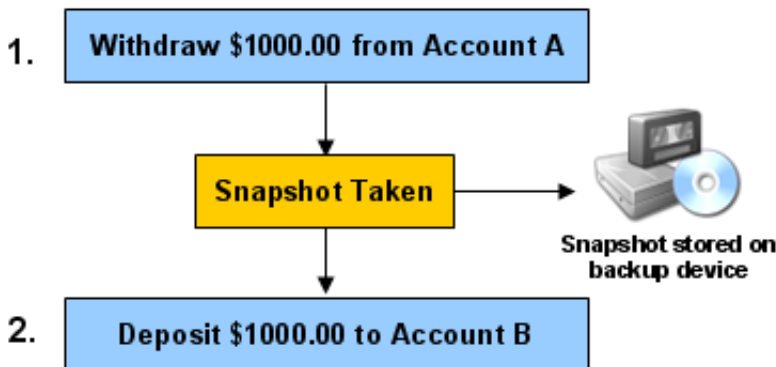 1.
Withdraw $1000.00 from Account A
Snapshot Taken
Snapshot stored on
backup device
2.
Deposit $1000.00 to Account B